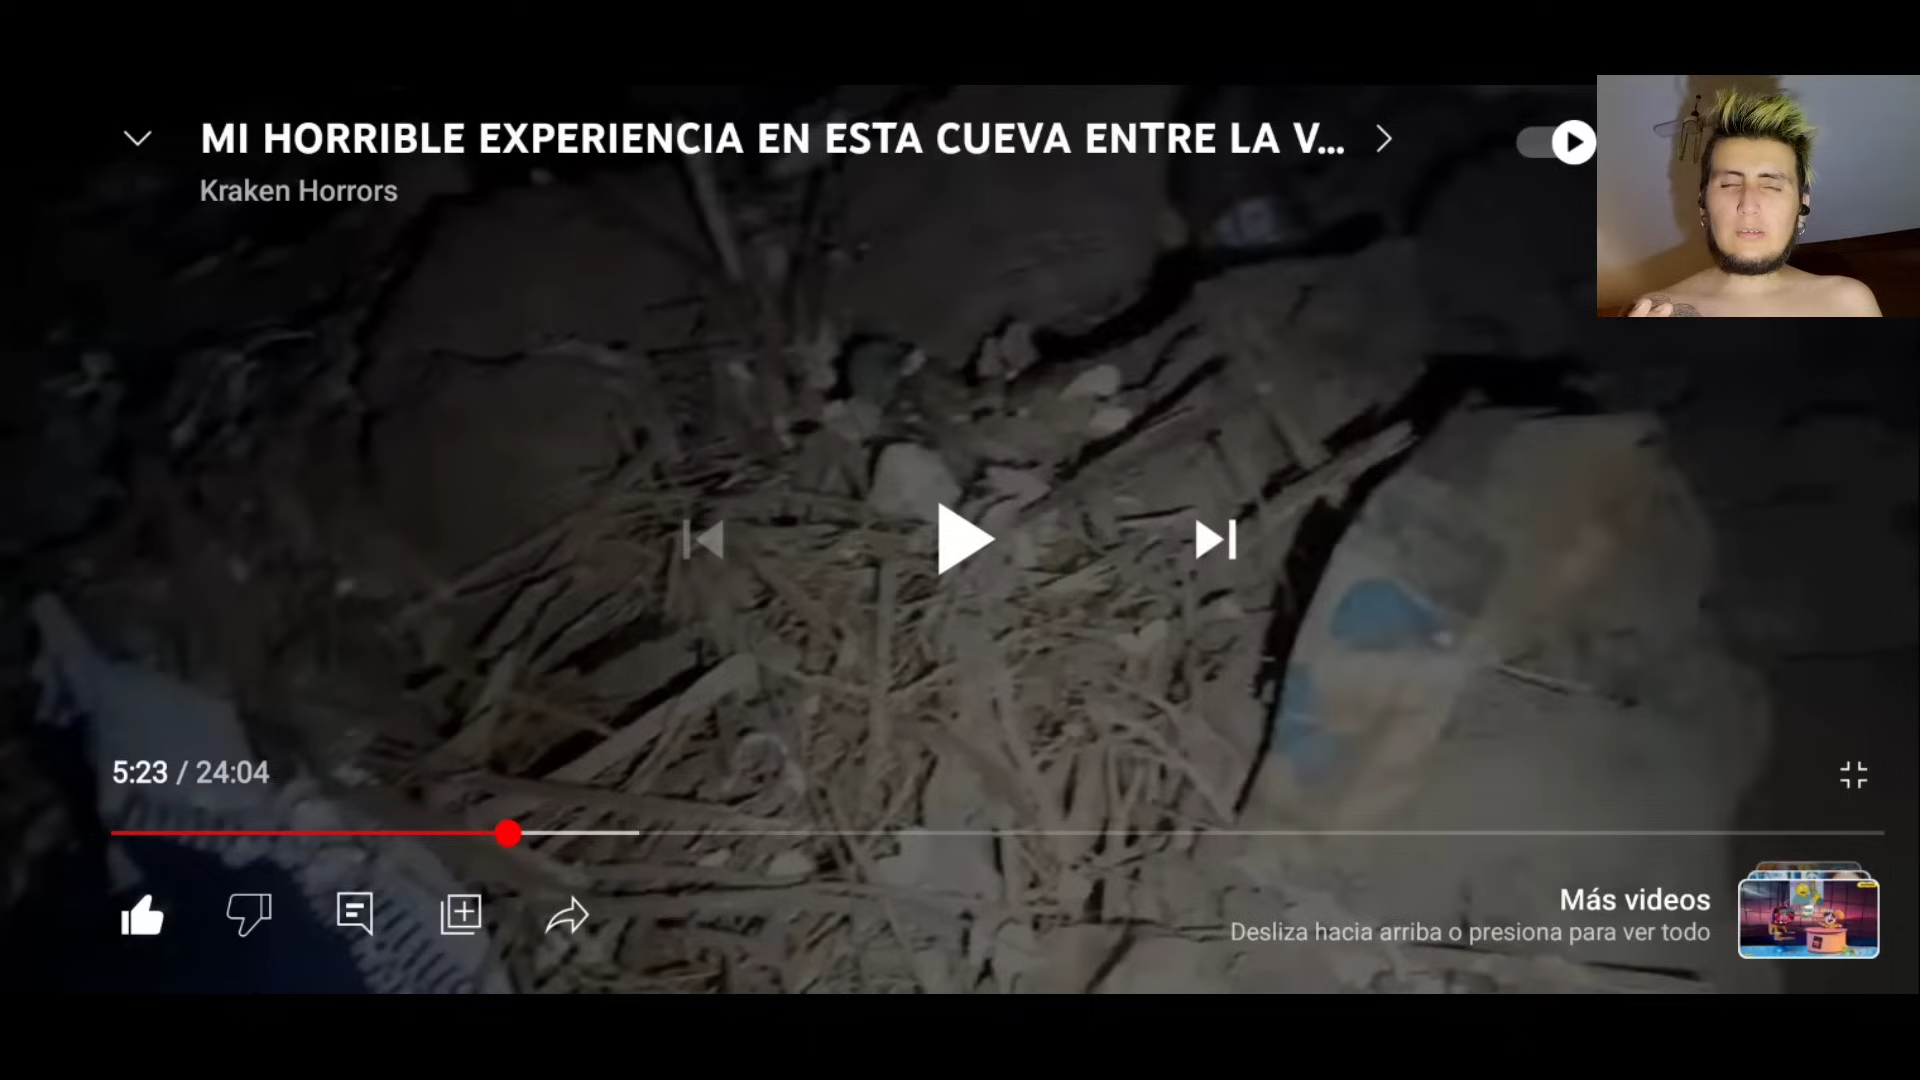 MI HORRIBLE EXPERIENCIA EN ESTA CUEVA ENTRE LA V...
Kraken Horrors
5:23 / 24:04
Más videos
Desliza hacia arriba o presiona para ver todo